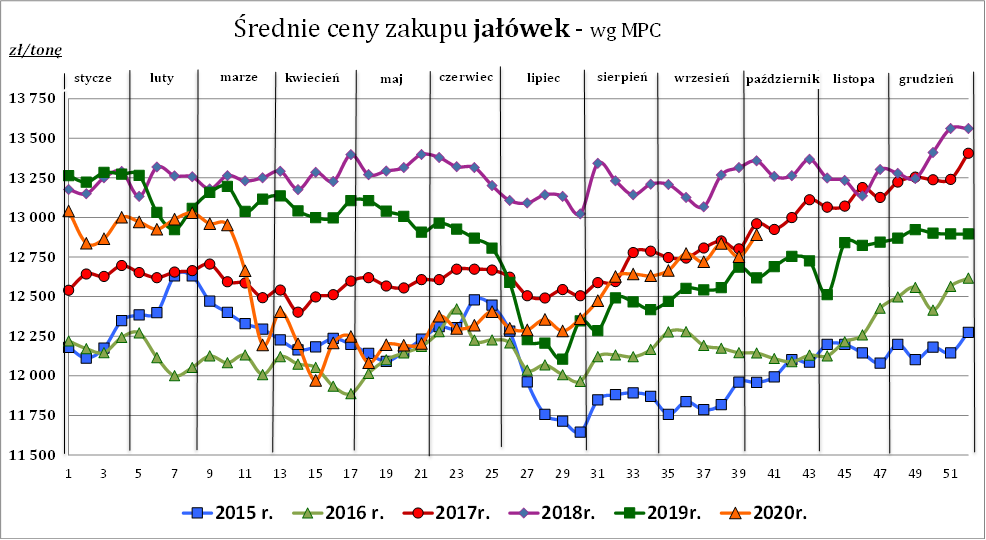 Średnie ceny zakupu jałówek - wg MPC
zł/tonę
stycze luty marze kwiecień maj czerwiec lipiec sierpień wrzesień październik listopa grudzień
13 750
13 500
13 250
13 000
12 750
12 500
12 250
12 000
11 750
11 500
1 3 5 7 9 11 13 15 17 19 21 23 25 27 29 31 33 35 37 39 41 43 45 47 49 51
2015 r. 2016 r. 2017r. 2018r. 2019r. 2020r.